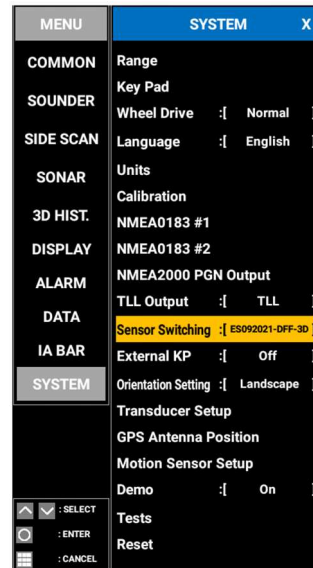 MENU
COMMON
SOUNDER
SIDE SCAN
SONAR
3D HIST.
DISPLAY
ALARM
DATA
IA BAR
SYSTEM
: SELECT
: ENTER
: CANCEL
SYSTEM X
Range
Key Pad
Wheel Drive :[ Normal ]
Language :[ English ]
Units
Calibration
NMEA0183 #1
NMEA0183 #2
NMEA2000 PGN Output
TLL Output :[ TLL ]
Sensor Switching :[ ES092021-DFF-3D ]
External KP :[ Off ]
Orientation Setting :[ Landscape ]
Transducer Setup
GPS Antenna Position
Motion Sensor Setup
Demo :[ On ]
Tests
Reset